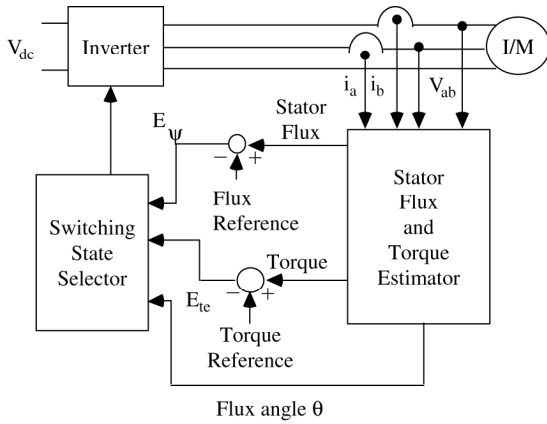 V_dc
Inverter
I/M
i_a i_b
V_ab
Stator
Flux
E_ψ
− +
Flux
Reference
Stator
Flux
and
Torque
Estimator
Switching
State
Selector
Torque
− +
E_te
Torque
Reference
Flux angle θ